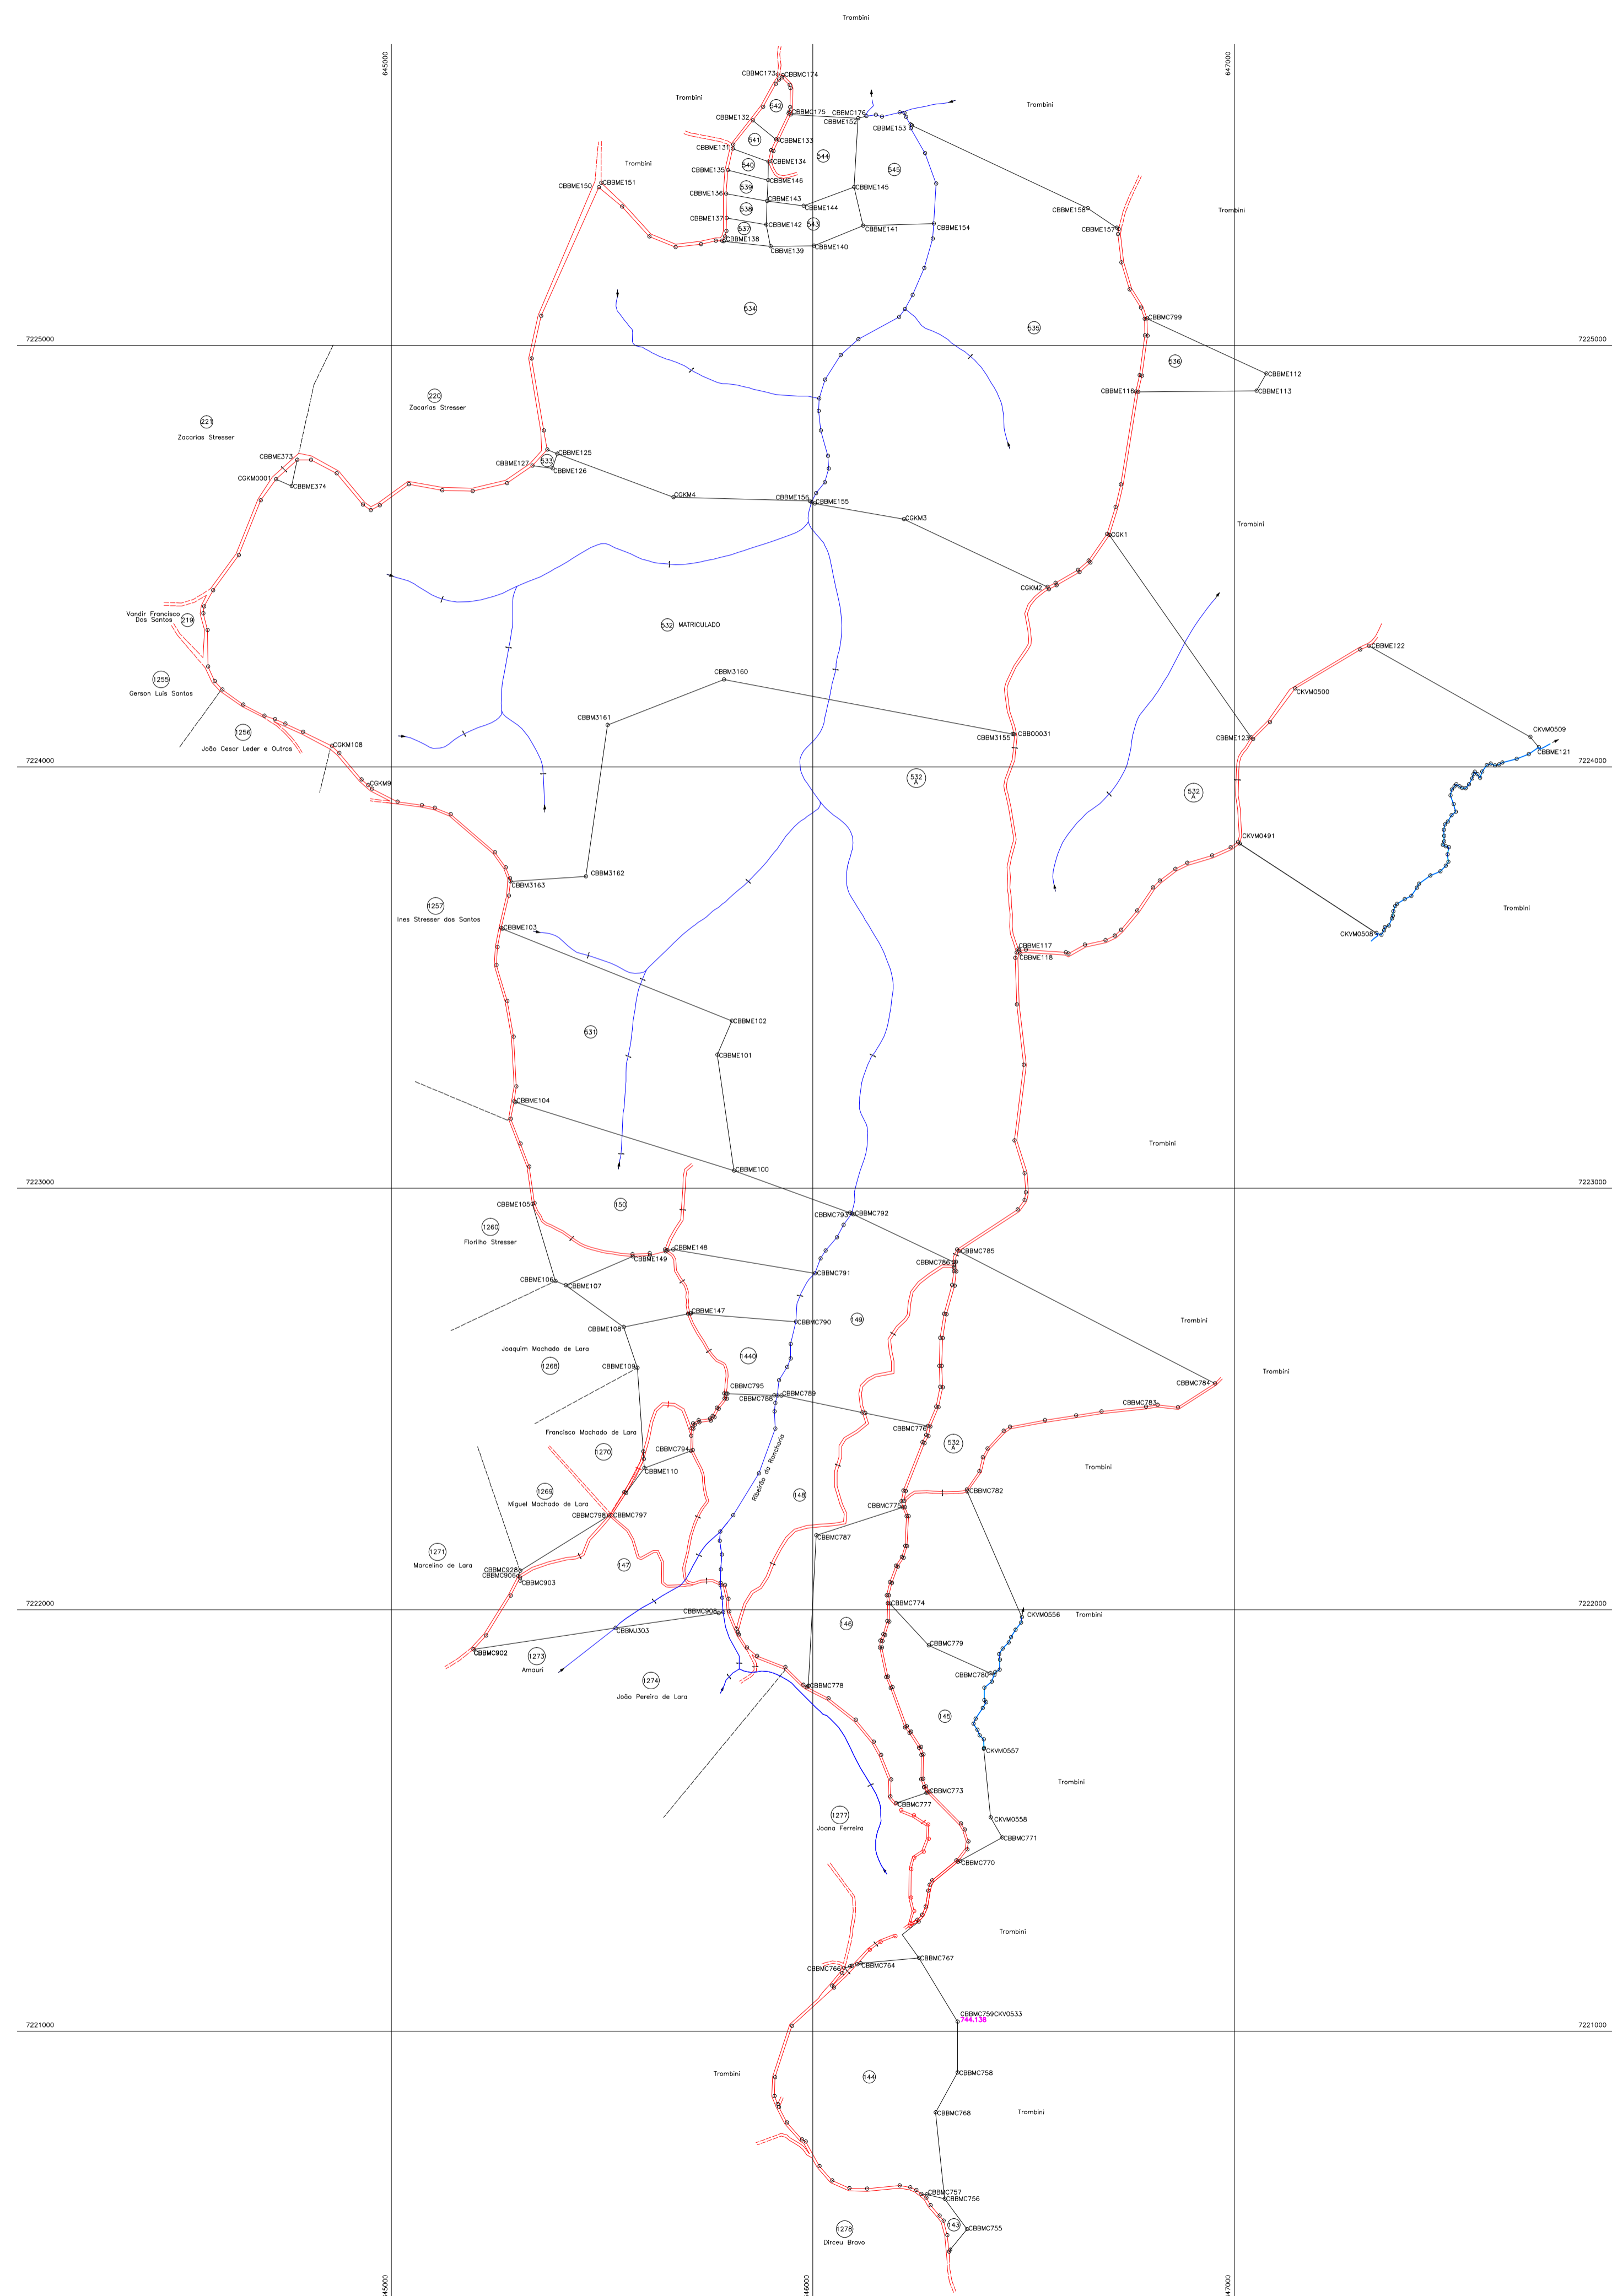 Trombini
645000
647000
CBBMC173
CBBMC174
Trombini
542
CBBMC175
CBBMC176
Trombini
CBBME132
CBBME152
CBBME153
541
CBBME133
CBBME131
544
Trombini
540
CBBME134
545
CBBME135
CBBME146
CBBME151
CBBME150
539
CBBME145
CBBME136
CBBME143
CBBME144
538
CBBME158
Trombini
CBBME137
CBBME142
543
CBBME141
CBBME154
537
CBBME157
CBBME138
CBBME139
CBBME140
534
CBBMC799
535
7225000
7225000
536
CBBME112
CBBME116
CBBME113
220
Zacarias Stresser
221
Zacarias Stresser
CBBME373
CBBME125
533
CBBME127
CBBME126
CGKM0001
CBBME374
CGKM4
CBBME156
CBBME155
CGKM3
Trombini
CGK1
CGKM2
Vandir Francisco
Dos Santos
219
532
MATRICULADO
CBBME122
1255
Gerson Luis Santos
CBBM3160
CKVM0500
CBBM3161
1256
CBBM3155
CBB00031
CBBME123
CKVM0509
João Cesar Leder e Outros
CGKM108
CBBME121
7224000
532
A
CGKM9
532
A
CKVM0491
CBBM3162
CBBM3163
1257
Ines Stresser dos Santos
Trombini
CBBME103
CKVM0508
CBBME117
CBBME118
CBBME102
531
CBBME101
CBBME104
Trombini
CBBME100
7223000
7223000
CBBME105
150
CBBMC793
CBBMC792
1260
Florilho Stresser
CBBME148
CBBMC785
CBBME149
CBBMC786
CBBMC791
CBBME106
CBBME107
CBBME147
149
CBBMC790
Trombini
CBBME108
Joaquim Machado de Lara
1440
1268
CBBME109
Trombini
CBBMC784
CBBMC795
CBBMC788
CBBMC789
CBBMC783
CBBMC776
Francisco Machado de Lara
532
A
1270
CBBMC794
Ribeirão da Rancharia
Trombini
CBBME110
1269
Miguel Machado de Lara
148
CBBMC782
CBBMC775
CBBMC798
CBBMC797
CBBMC787
1271
Marcelino de Lara
147
CBBMC928
CBBMC906
CBBMC903
CBBMC774
7222000
7222000
CBBMC908
CKVM0556
Trombini
146
CBBMJ303
CBBMC779
CBBMC902
1273
Amauri
CBBMC780
1274
João Pereira de Lara
CBBMC778
145
CKVM0557
Trombini
CBBMC773
CBBMC777
1277
Joana Ferreira
CKVM0558
CBBMC771
CBBMC770
Trombini
CBBMC767
CBBMC766
CBBMC764
CBBMC759CKV0533
744.138
7221000
7221000
Trombini
144
CBBMC758
CBBMC768
Trombini
CBBMC757
CBBMC756
1278
Dirceu Bravo
143
CBBMC755